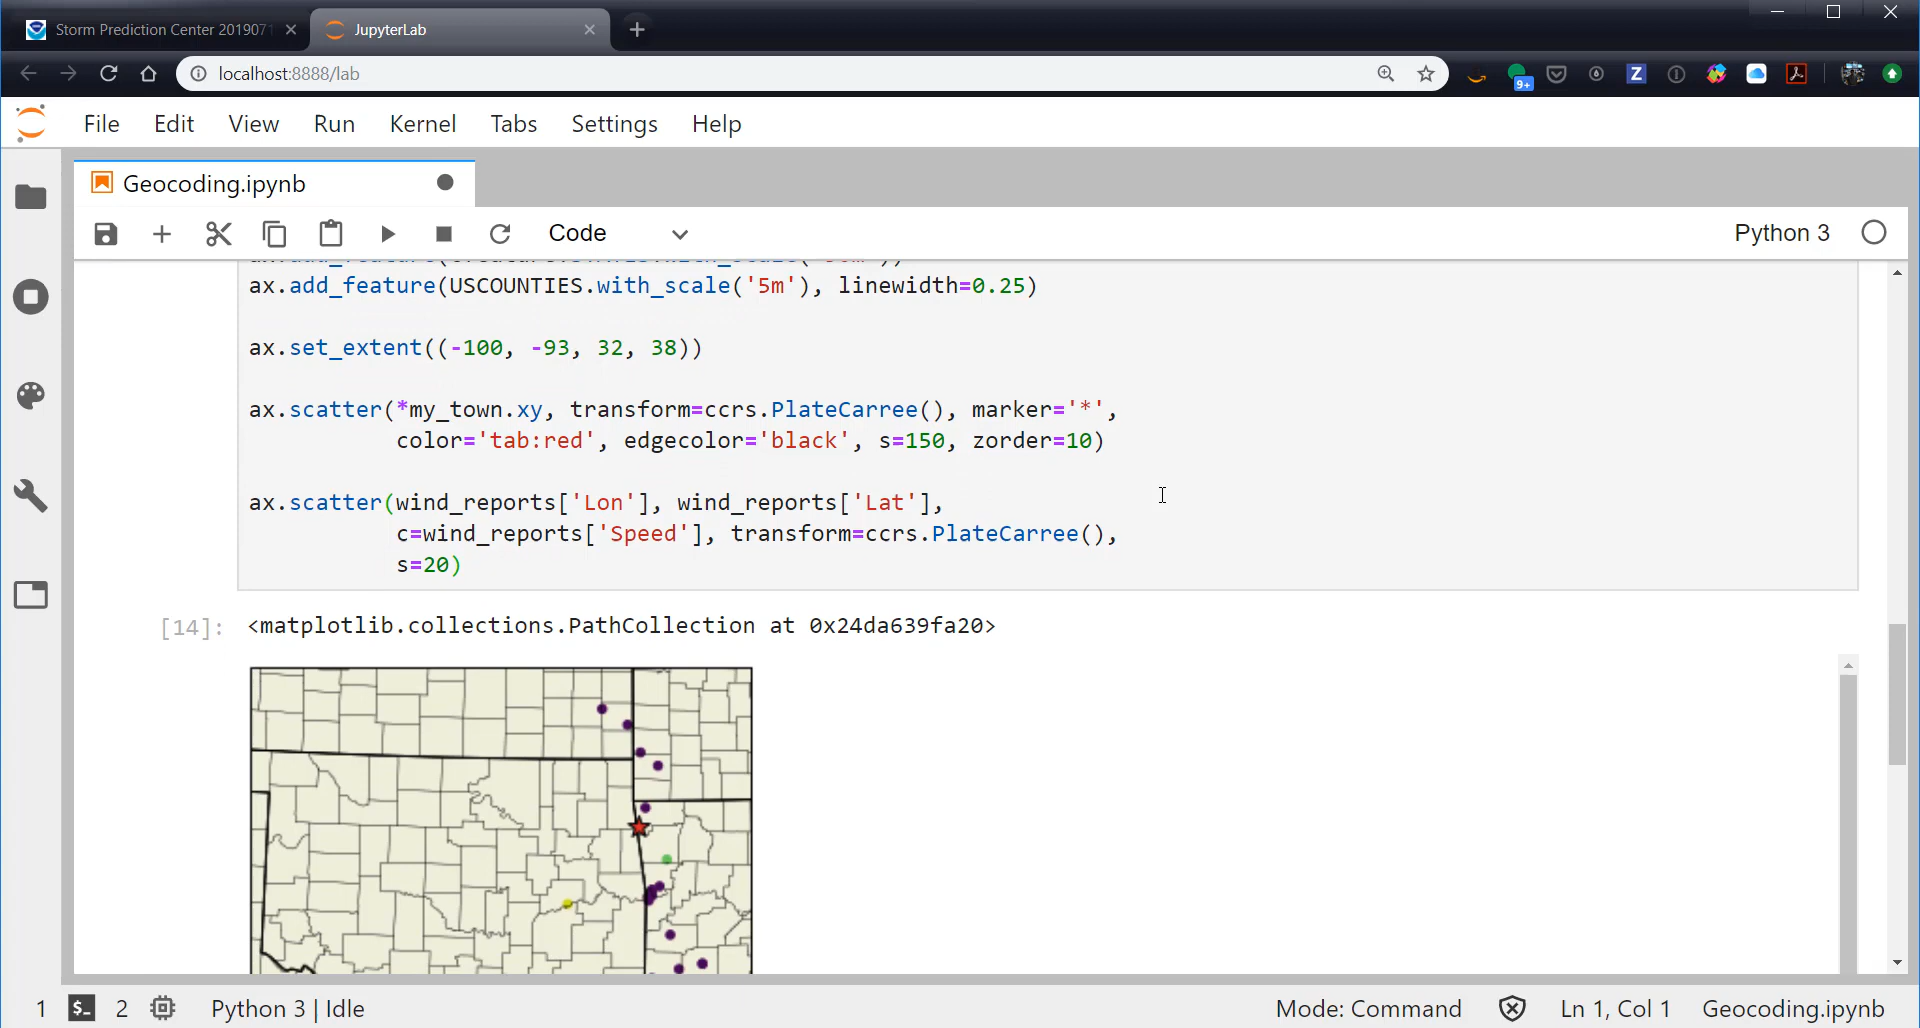 Storm Prediction Center 201907
JupyterLab
localhost:8888/lab
9+
Z
File Edit View Run Kernel Tabs Settings Help
Geocoding.ipynb
Code
Python 3
ax.add_feature(USCOUNTIES.with_scale('5m'), linewidth=0.25)
ax.set_extent((-100, -93, 32, 38))
ax.scatter(*my_town.xy, transform=ccrs.PlateCarree(), marker='*',
color='tab:red', edgecolor='black', s=150, zorder=10)
ax.scatter(wind_reports['Lon'], wind_reports['Lat'],
c=wind_reports['Speed'], transform=ccrs.PlateCarree(),
s=20)
[14]: <matplotlib.collections.PathCollection at 0x24da639fa20>
1 $_ 2 Python 3 | Idle Mode: Command Ln 1, Col 1 Geocoding.ipynb